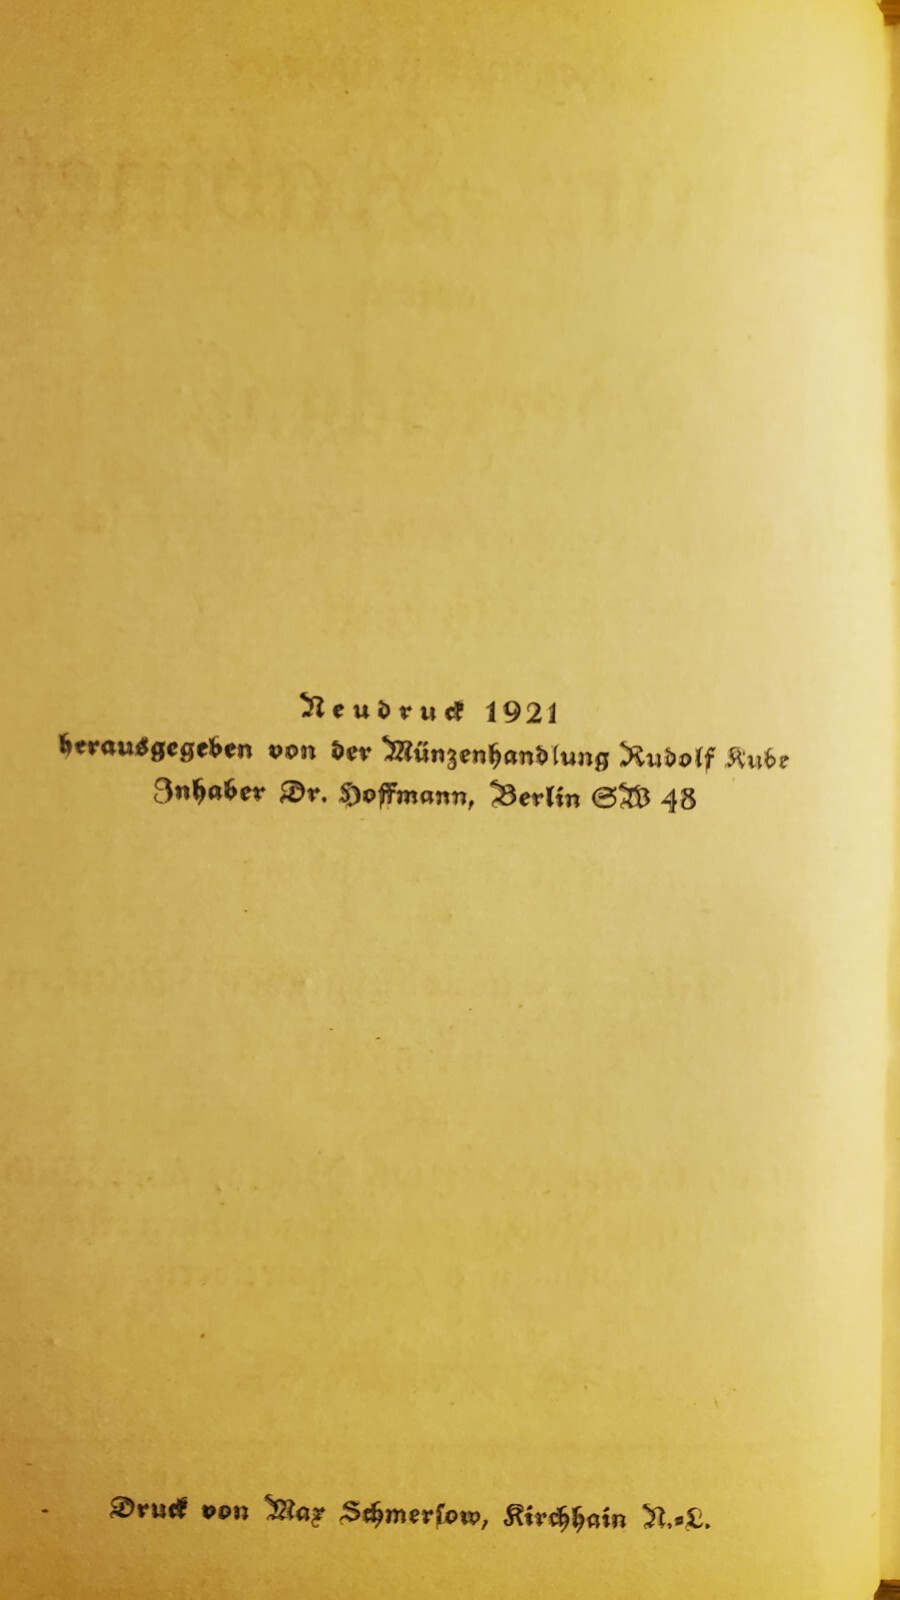 Neudruck 1921
herausgegeben von der Münzenhandlung Rudolf Kube
Inhaber Dr. Hoffmann, Berlin SW 48
Druck von Max Schmersow, Kirchhain N.=L.